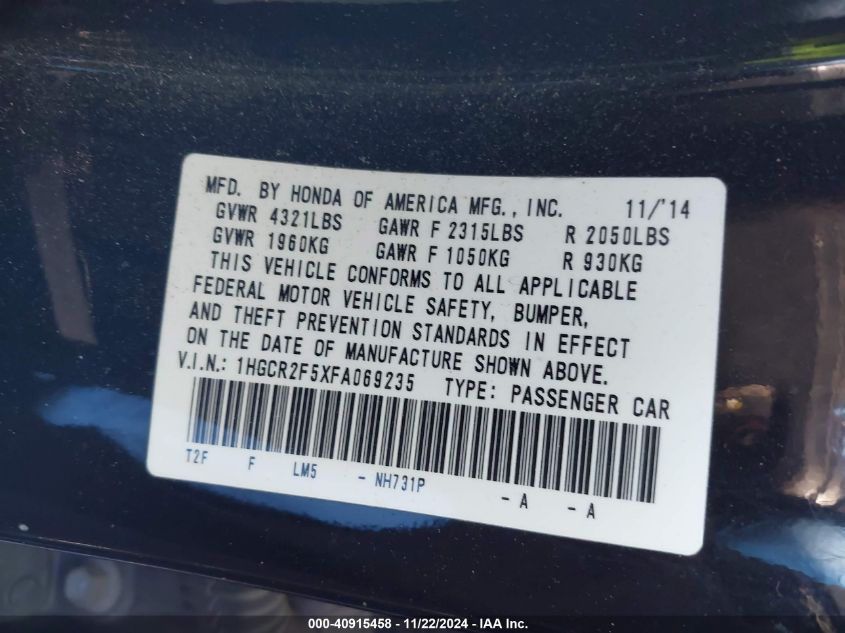 MFD. BY HONDA OF AMERICA MFG., INC. 11/'14
GVWR 4321LBS GAWR F 2315LBS R 2050LBS
GVWR 1960KG GAWR F 1050KG R 930KG
THIS VEHICLE CONFORMS TO ALL APPLICABLE
FEDERAL MOTOR VEHICLE SAFETY, BUMPER,
AND THEFT PREVENTION STANDARDS IN EFFECT
ON THE DATE OF MANUFACTURE SHOWN ABOVE.
V.I.N.: 1HGCR2F5XFA069235 TYPE: PASSENGER CAR
T2F F LM5 - NH731P - A - A
000-40915458 - 11/22/2024 - IAA Inc.